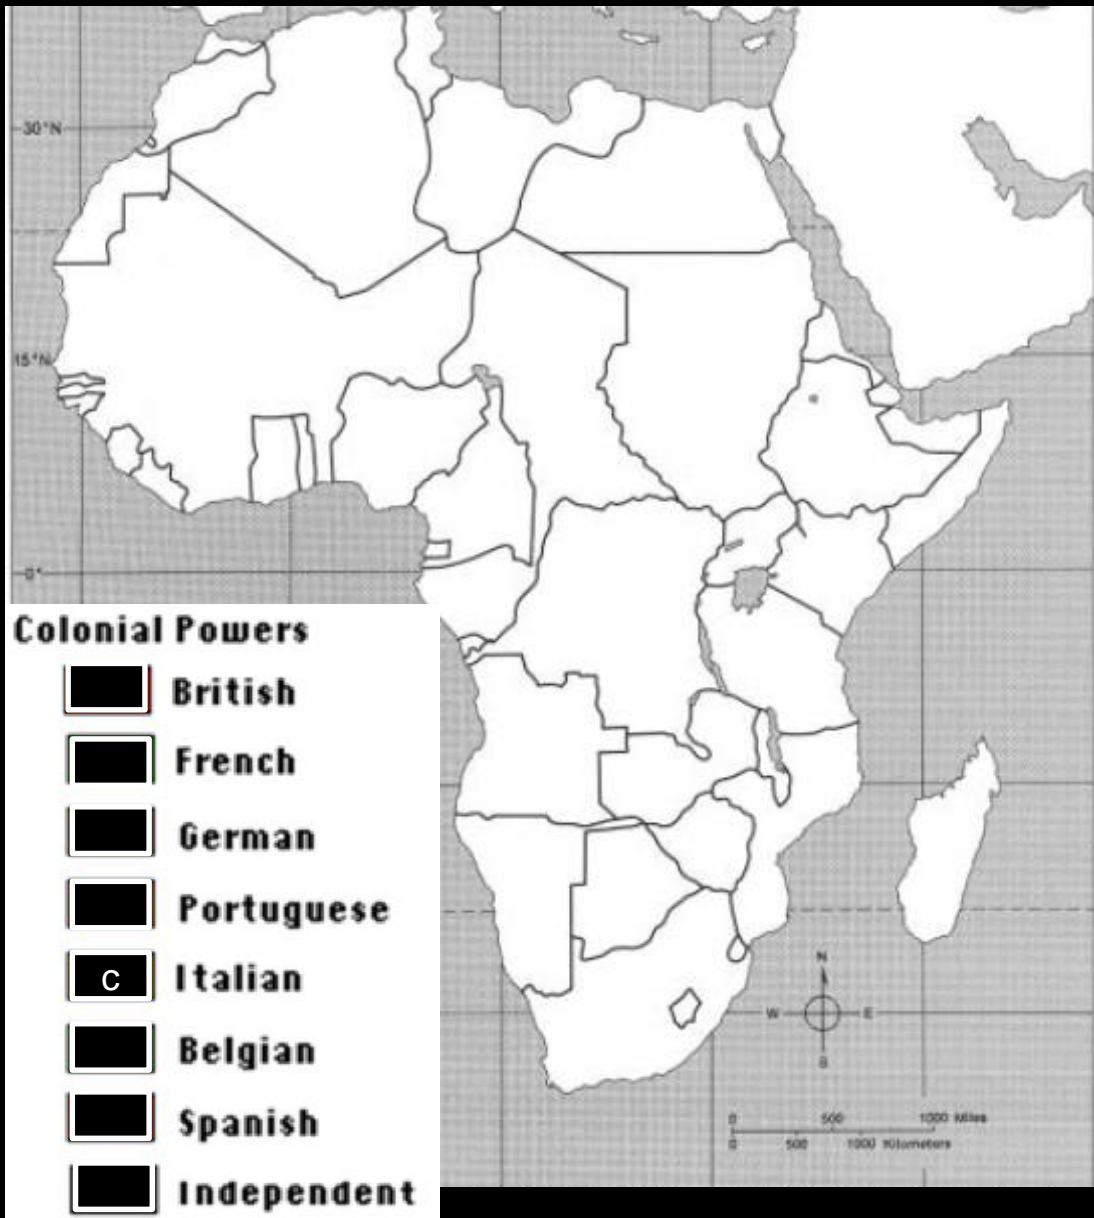 30°N
15°N
0°
Colonial Powers
British
French
German
Portuguese
C Italian
Belgian
Spanish
Independent
N
W E
S
0 500 1000 Miles
0 500 1000 Kilometers